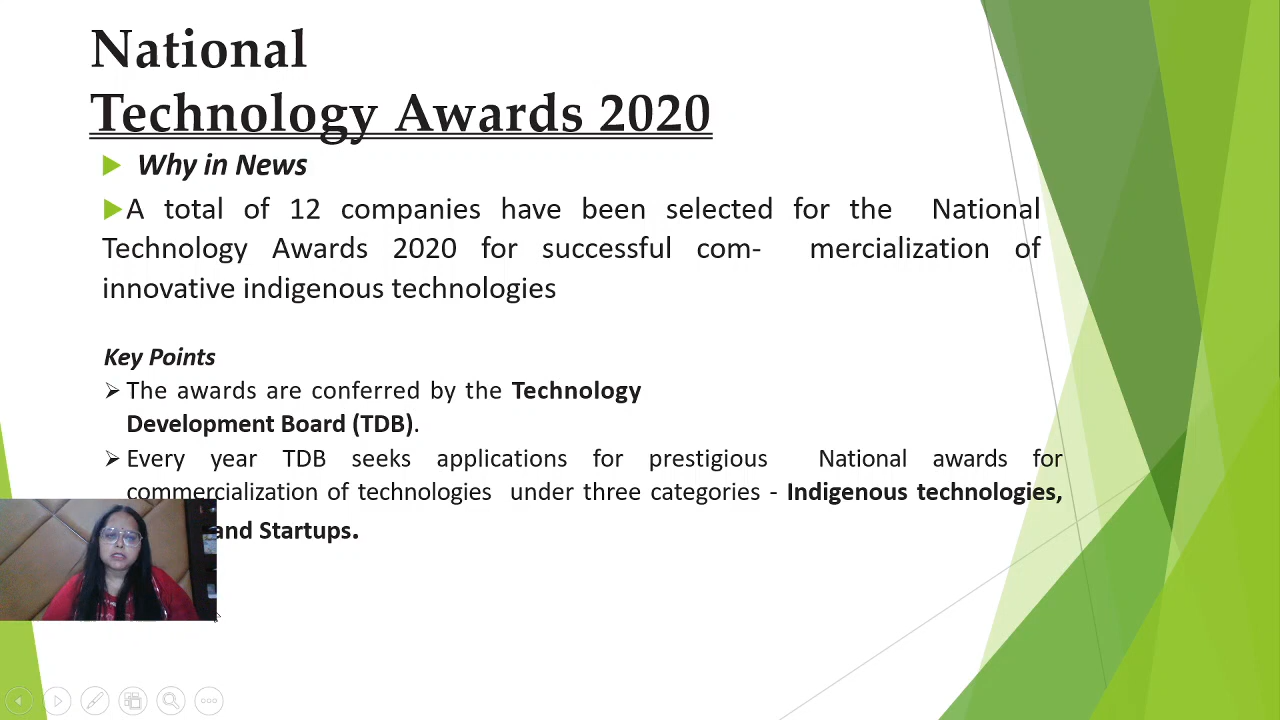 National
Technology Awards 2020
Why in News
A total of 12 companies have been selected for the National
Technology Awards 2020 for successful com- mercialization of
innovative indigenous technologies
Key Points
The awards are conferred by the Technology
Development Board (TDB).
Every year TDB seeks applications for prestigious National awards for
commercialization of technologies under three categories - Indigenous technologies,
and Startups.